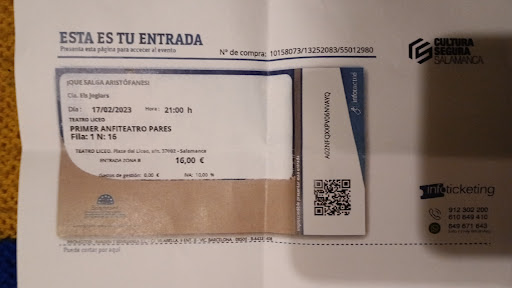 ESTA ES TU ENTRADA
Presenta esta página para acceder al evento
Nº de compra: 10158073/13252083/55012980
CULTURA
SEGURA
SALAMANCA
¡QUE SALGA ARISTÓFANES!
Cía. Els Joglars
Día: 17/02/2023 Hora: 21:00 h
TEATRO LICEO
PRIMER ANFITEATRO PARES
Fila: 1 N: 16
TEATRO LICEO. Plaza del Liceo, s/n. 37002 - Salamanca
ENTRADA ZONA B 16,00 €
Gastos de gestión: 0,00 € IVA: 10,00 %
infoticketing
912 302 200
610 849 410
649 871 643
Puede cortar por aquí